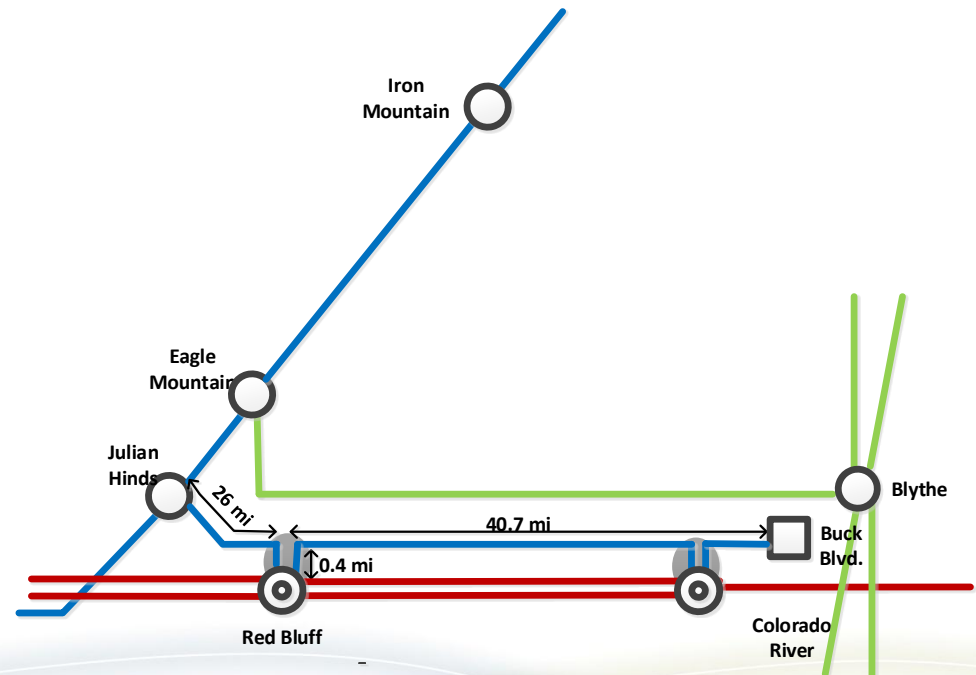 Iron
Mountain
Eagle
Mountain
Julian
Hinds
26 mi
40.7 mi
0.4 mi
Blythe
Buck
Blvd.
Red Bluff
Colorado
River
–